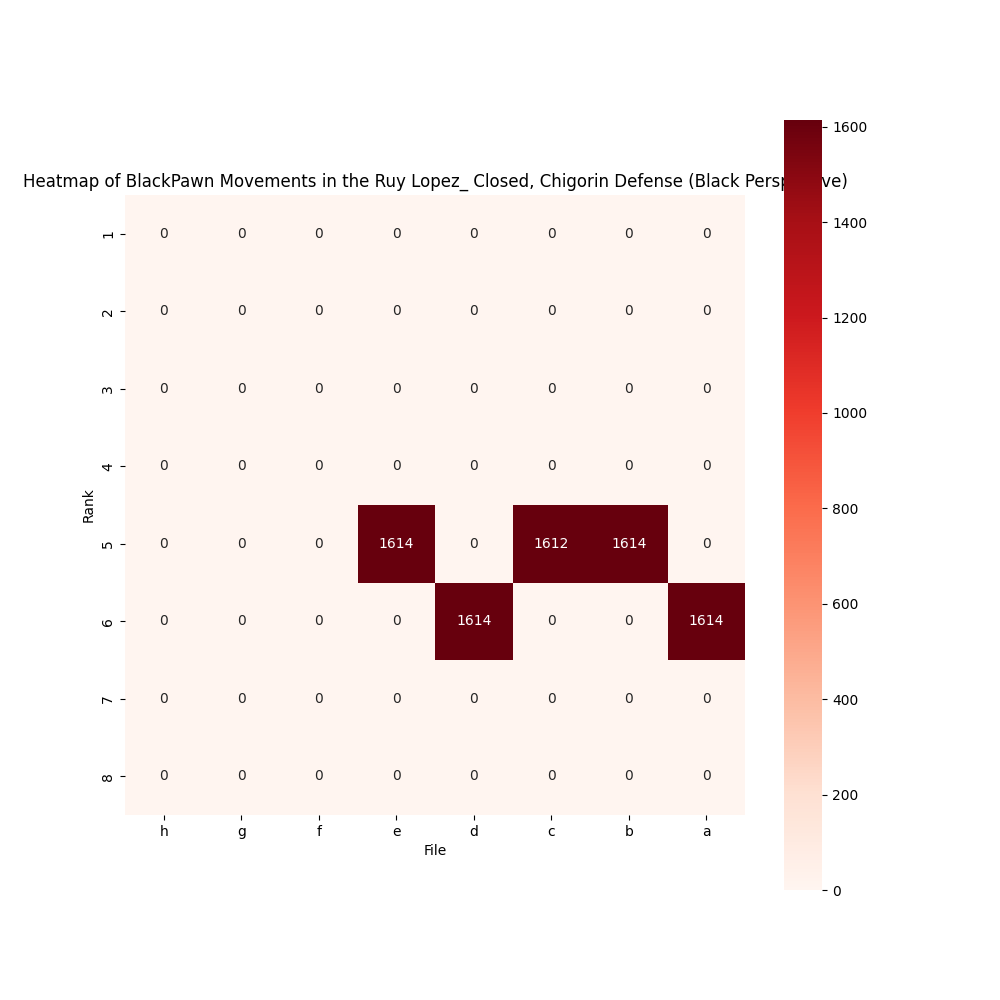 Heatmap of BlackPawn Movements in the Ruy Lopez_ Closed, Chigorin Defense (Black Persp ve)
1 0 0 0 0 0 0 0 0
2 0 0 0 0 0 0 0 0
3 0 0 0 0 0 0 0 0
4 0 0 0 0 0 0 0 0
Rank
5 0 0 0 1614 0 1612 1614 0
6 0 0 0 0 1614 0 0 1614
7 0 0 0 0 0 0 0 0
8 0 0 0 0 0 0 0 0
h g f e d c b a
File
1600
1400
1200
1000
800
600
400
200
0